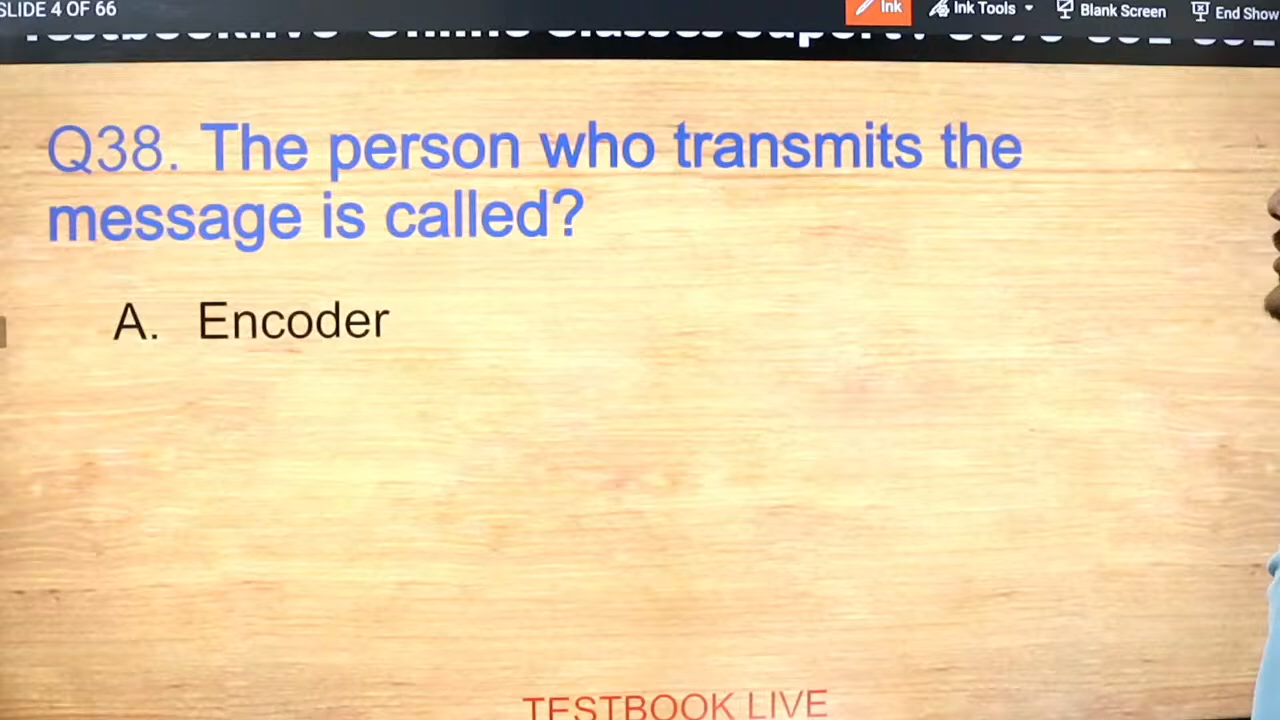 SLIDE 4 OF 66
Ink
Ink Tools
Blank Screen
End Show
Q38. The person who transmits the
message is called?
A. Encoder
TESTBOOK LIVE